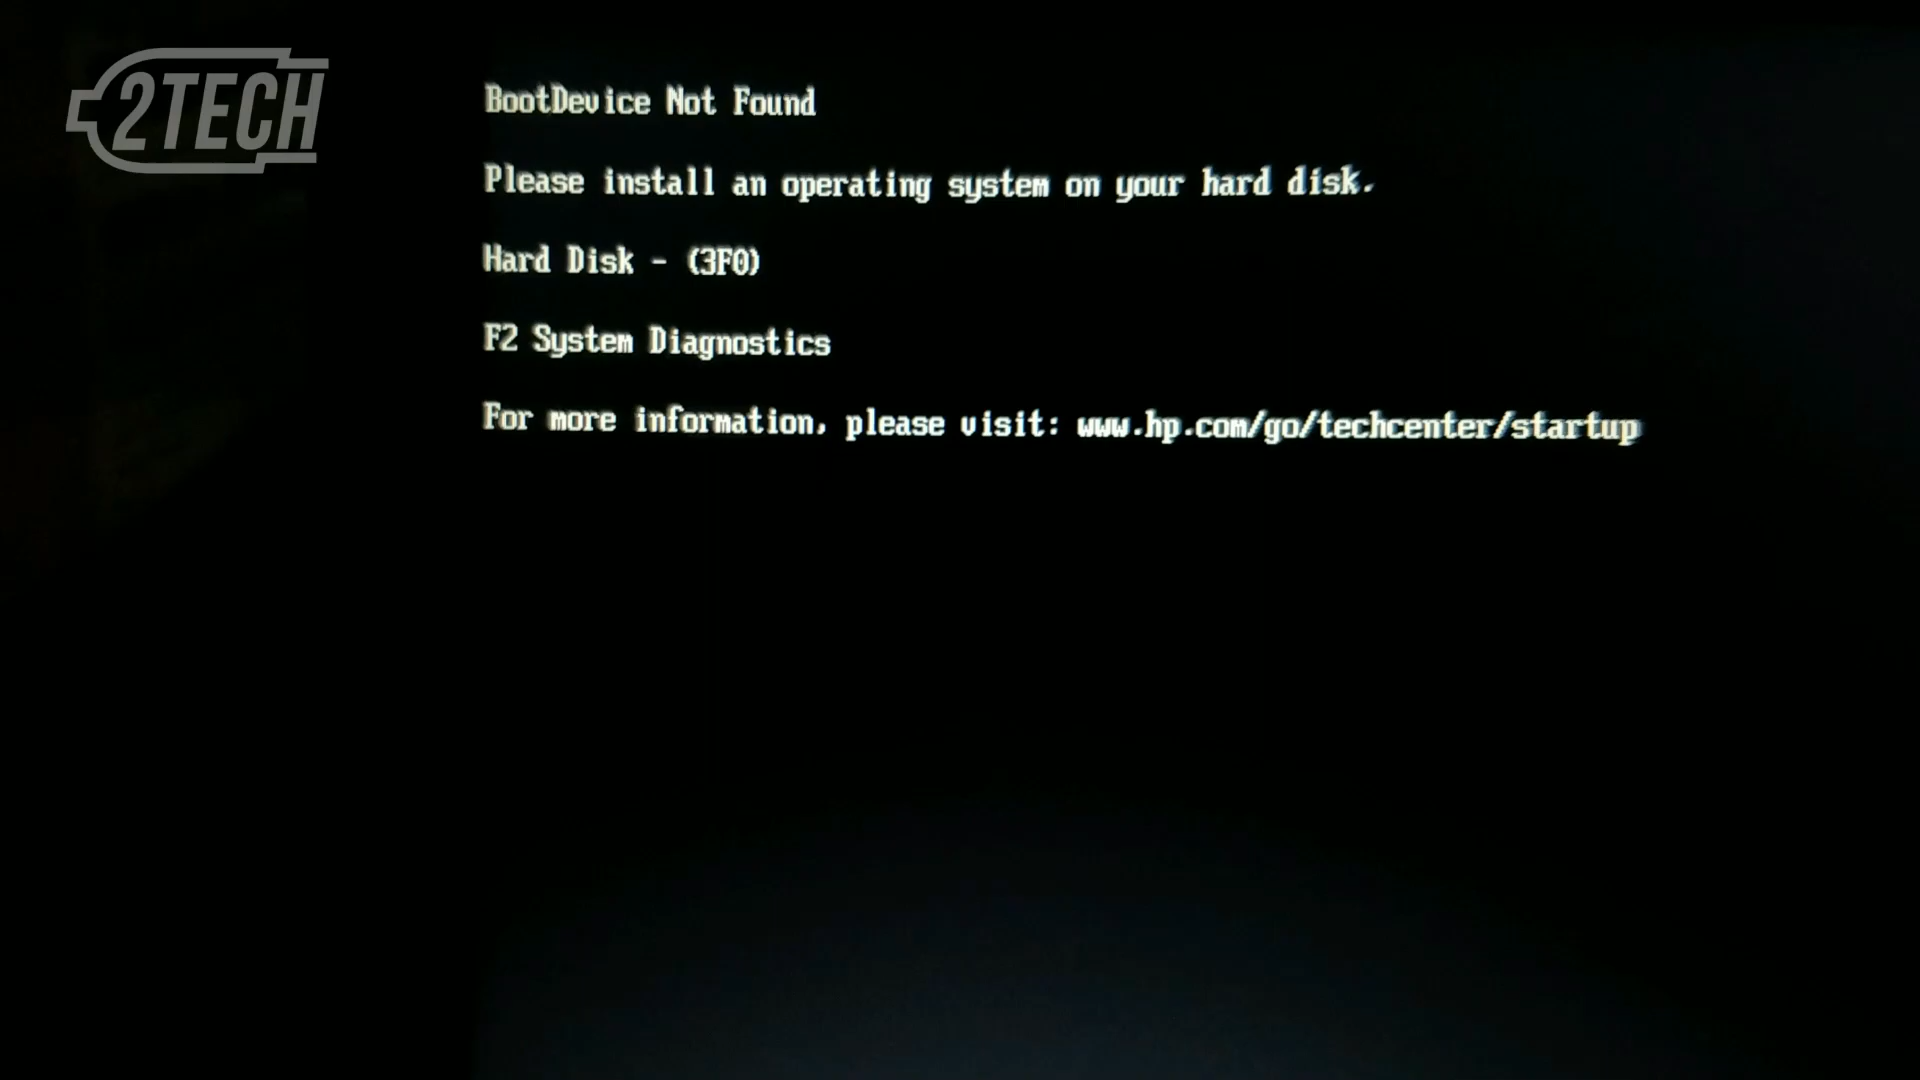 2TECH
BootDevice Not Found
Please install an operating system on your hard disk.
Hard Disk - (3F0)
F2 System Diagnostics
For more information, please visit: www.hp.com/go/techcenter/startup